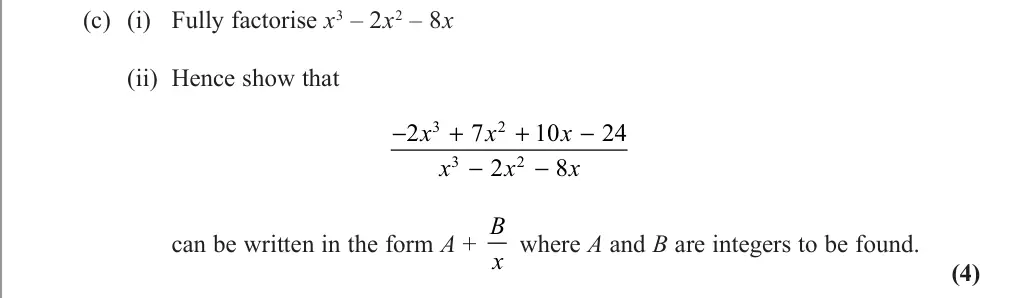 (c) (i) Fully factorise x³ – 2x² – 8x
(ii) Hence show that
−2x³ + 7x² + 10x − 24
x³ − 2x² − 8x
can be written in the form A + B/x where A and B are integers to be found.
(4)